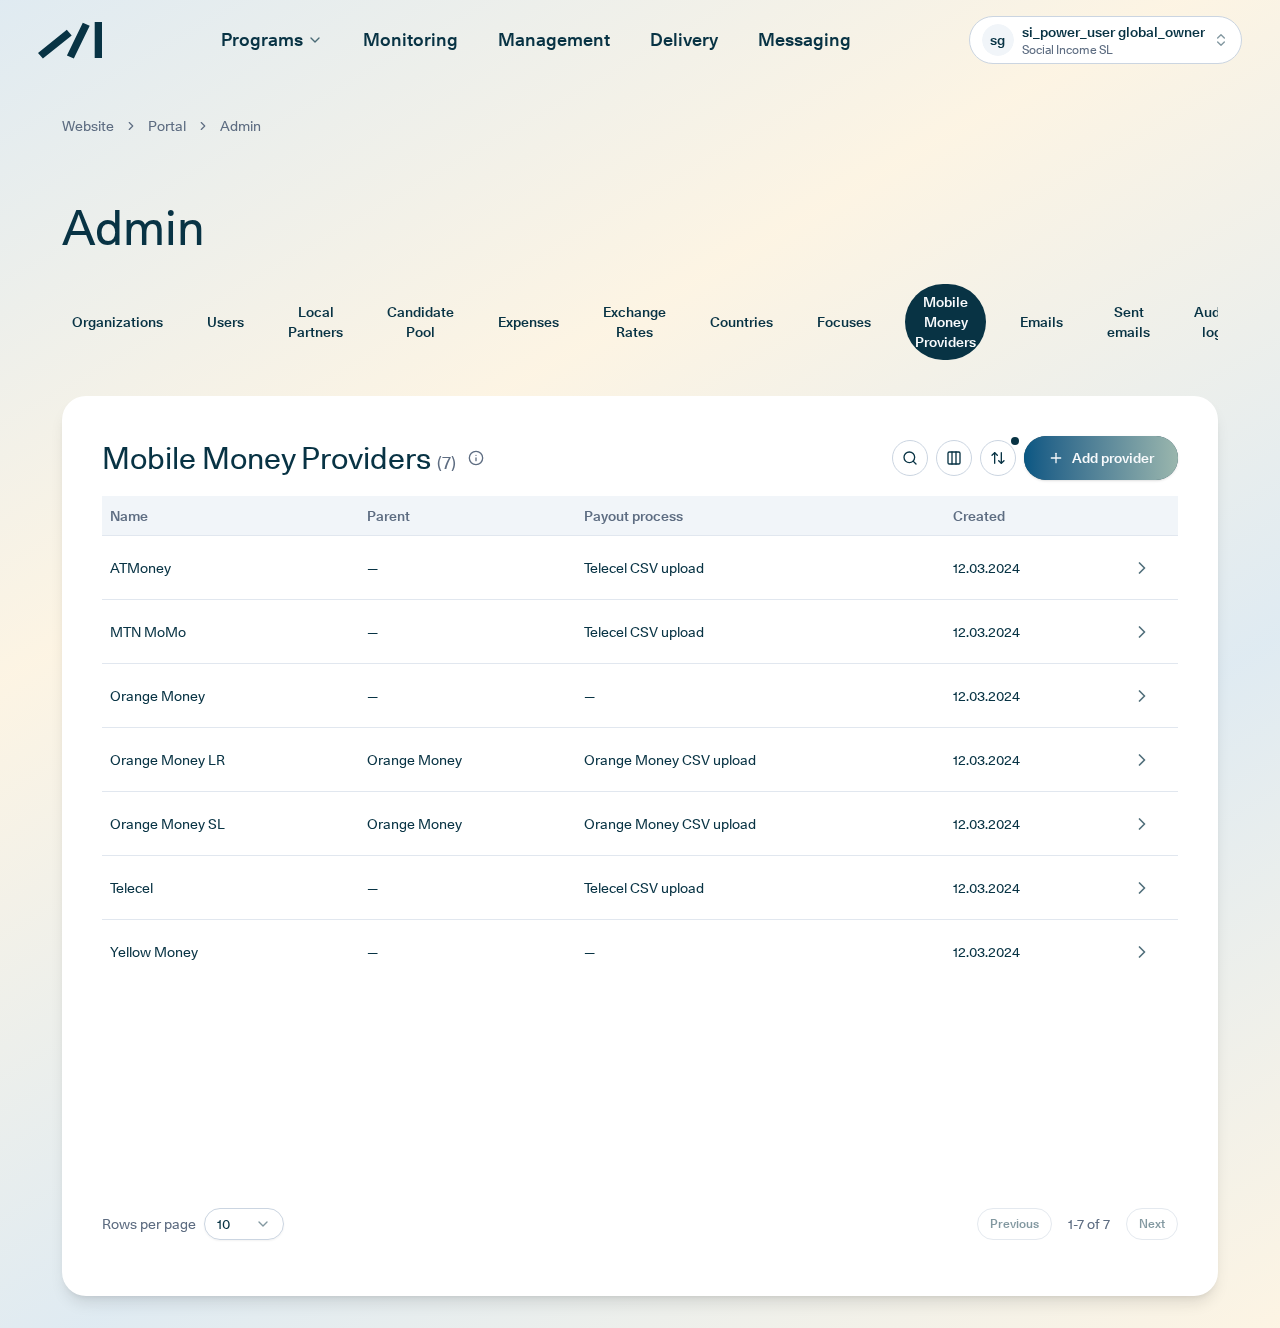 Programs Monitoring Management Delivery Messaging
sg si_power_user global_owner
Social Income SL
Website Portal Admin
Admin
Organizations Users Local Partners Candidate Pool Expenses Exchange Rates Countries Focuses Mobile Money Providers Emails Sent emails
Mobile Money Providers (7) Add provider
Name Parent Payout process Created
ATMoney — Telecel CSV upload 12.03.2024
MTN MoMo — Telecel CSV upload 12.03.2024
Orange Money — — 12.03.2024
Orange Money LR Orange Money Orange Money CSV upload 12.03.2024
Orange Money SL Orange Money Orange Money CSV upload 12.03.2024
Telecel — Telecel CSV upload 12.03.2024
Yellow Money — — 12.03.2024
Rows per page 10 Previous 1-7 of 7 Next